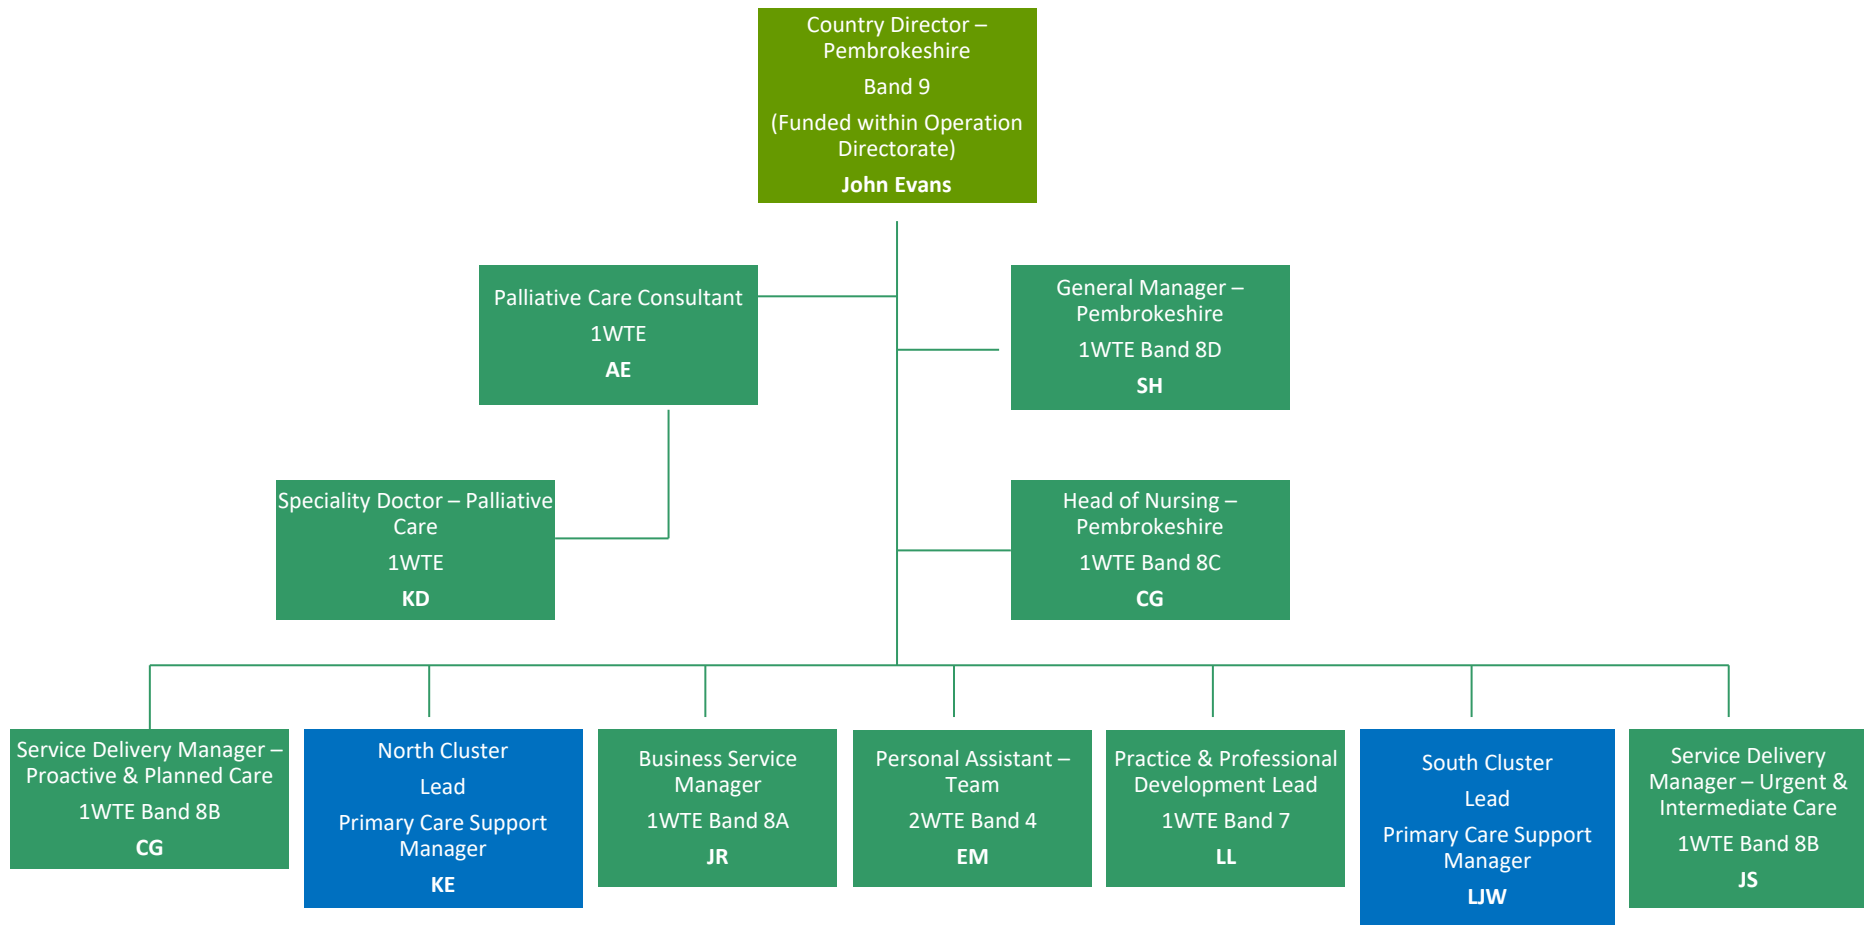 Country Director –
Pembrokeshire
Band 9
(Funded within Operation
Directorate)
John Evans
Palliative Care Consultant
1WTE
AE
General Manager –
Pembrokeshire
1WTE Band 8D
SH
Speciality Doctor – Palliative
Care
1WTE
KD
Head of Nursing –
Pembrokeshire
1WTE Band 8C
CG
Service Delivery Manager –
Proactive & Planned Care
1WTE Band 8B
CG
North Cluster
Lead
Primary Care Support
Manager
KE
Business Service
Manager
1WTE Band 8A
JR
Personal Assistant –
Team
2WTE Band 4
EM
Practice & Professional
Development Lead
1WTE Band 7
LL
South Cluster
Lead
Primary Care Support
Manager
LJW
Service Delivery
Manager – Urgent &
Intermediate Care
1WTE Band 8B
JS